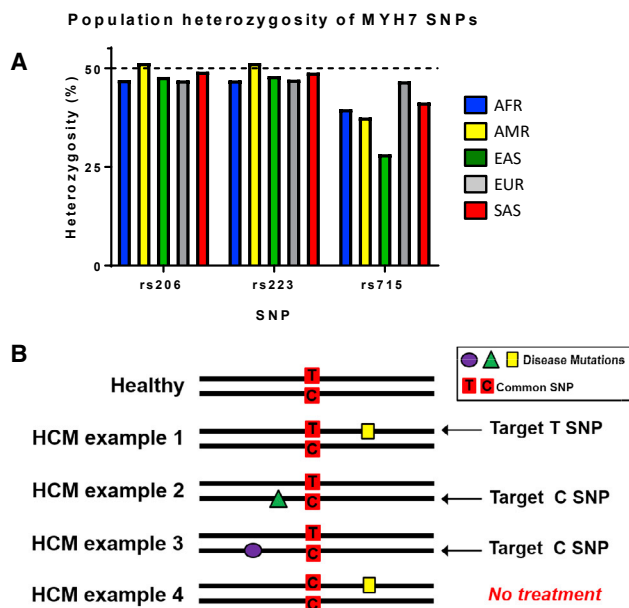 Population heterozygosity of MYH7 SNPs
A
Heterozygosity (%)
50
25
0
rs206
rs223
rs715
SNP
AFR
AMR
EAS
EUR
SAS
B
Disease Mutations
T C Common SNP
Healthy
T
C
HCM example 1
T
C
Target T SNP
HCM example 2
T
C
Target C SNP
HCM example 3
T
C
Target C SNP
HCM example 4
C
C
No treatment